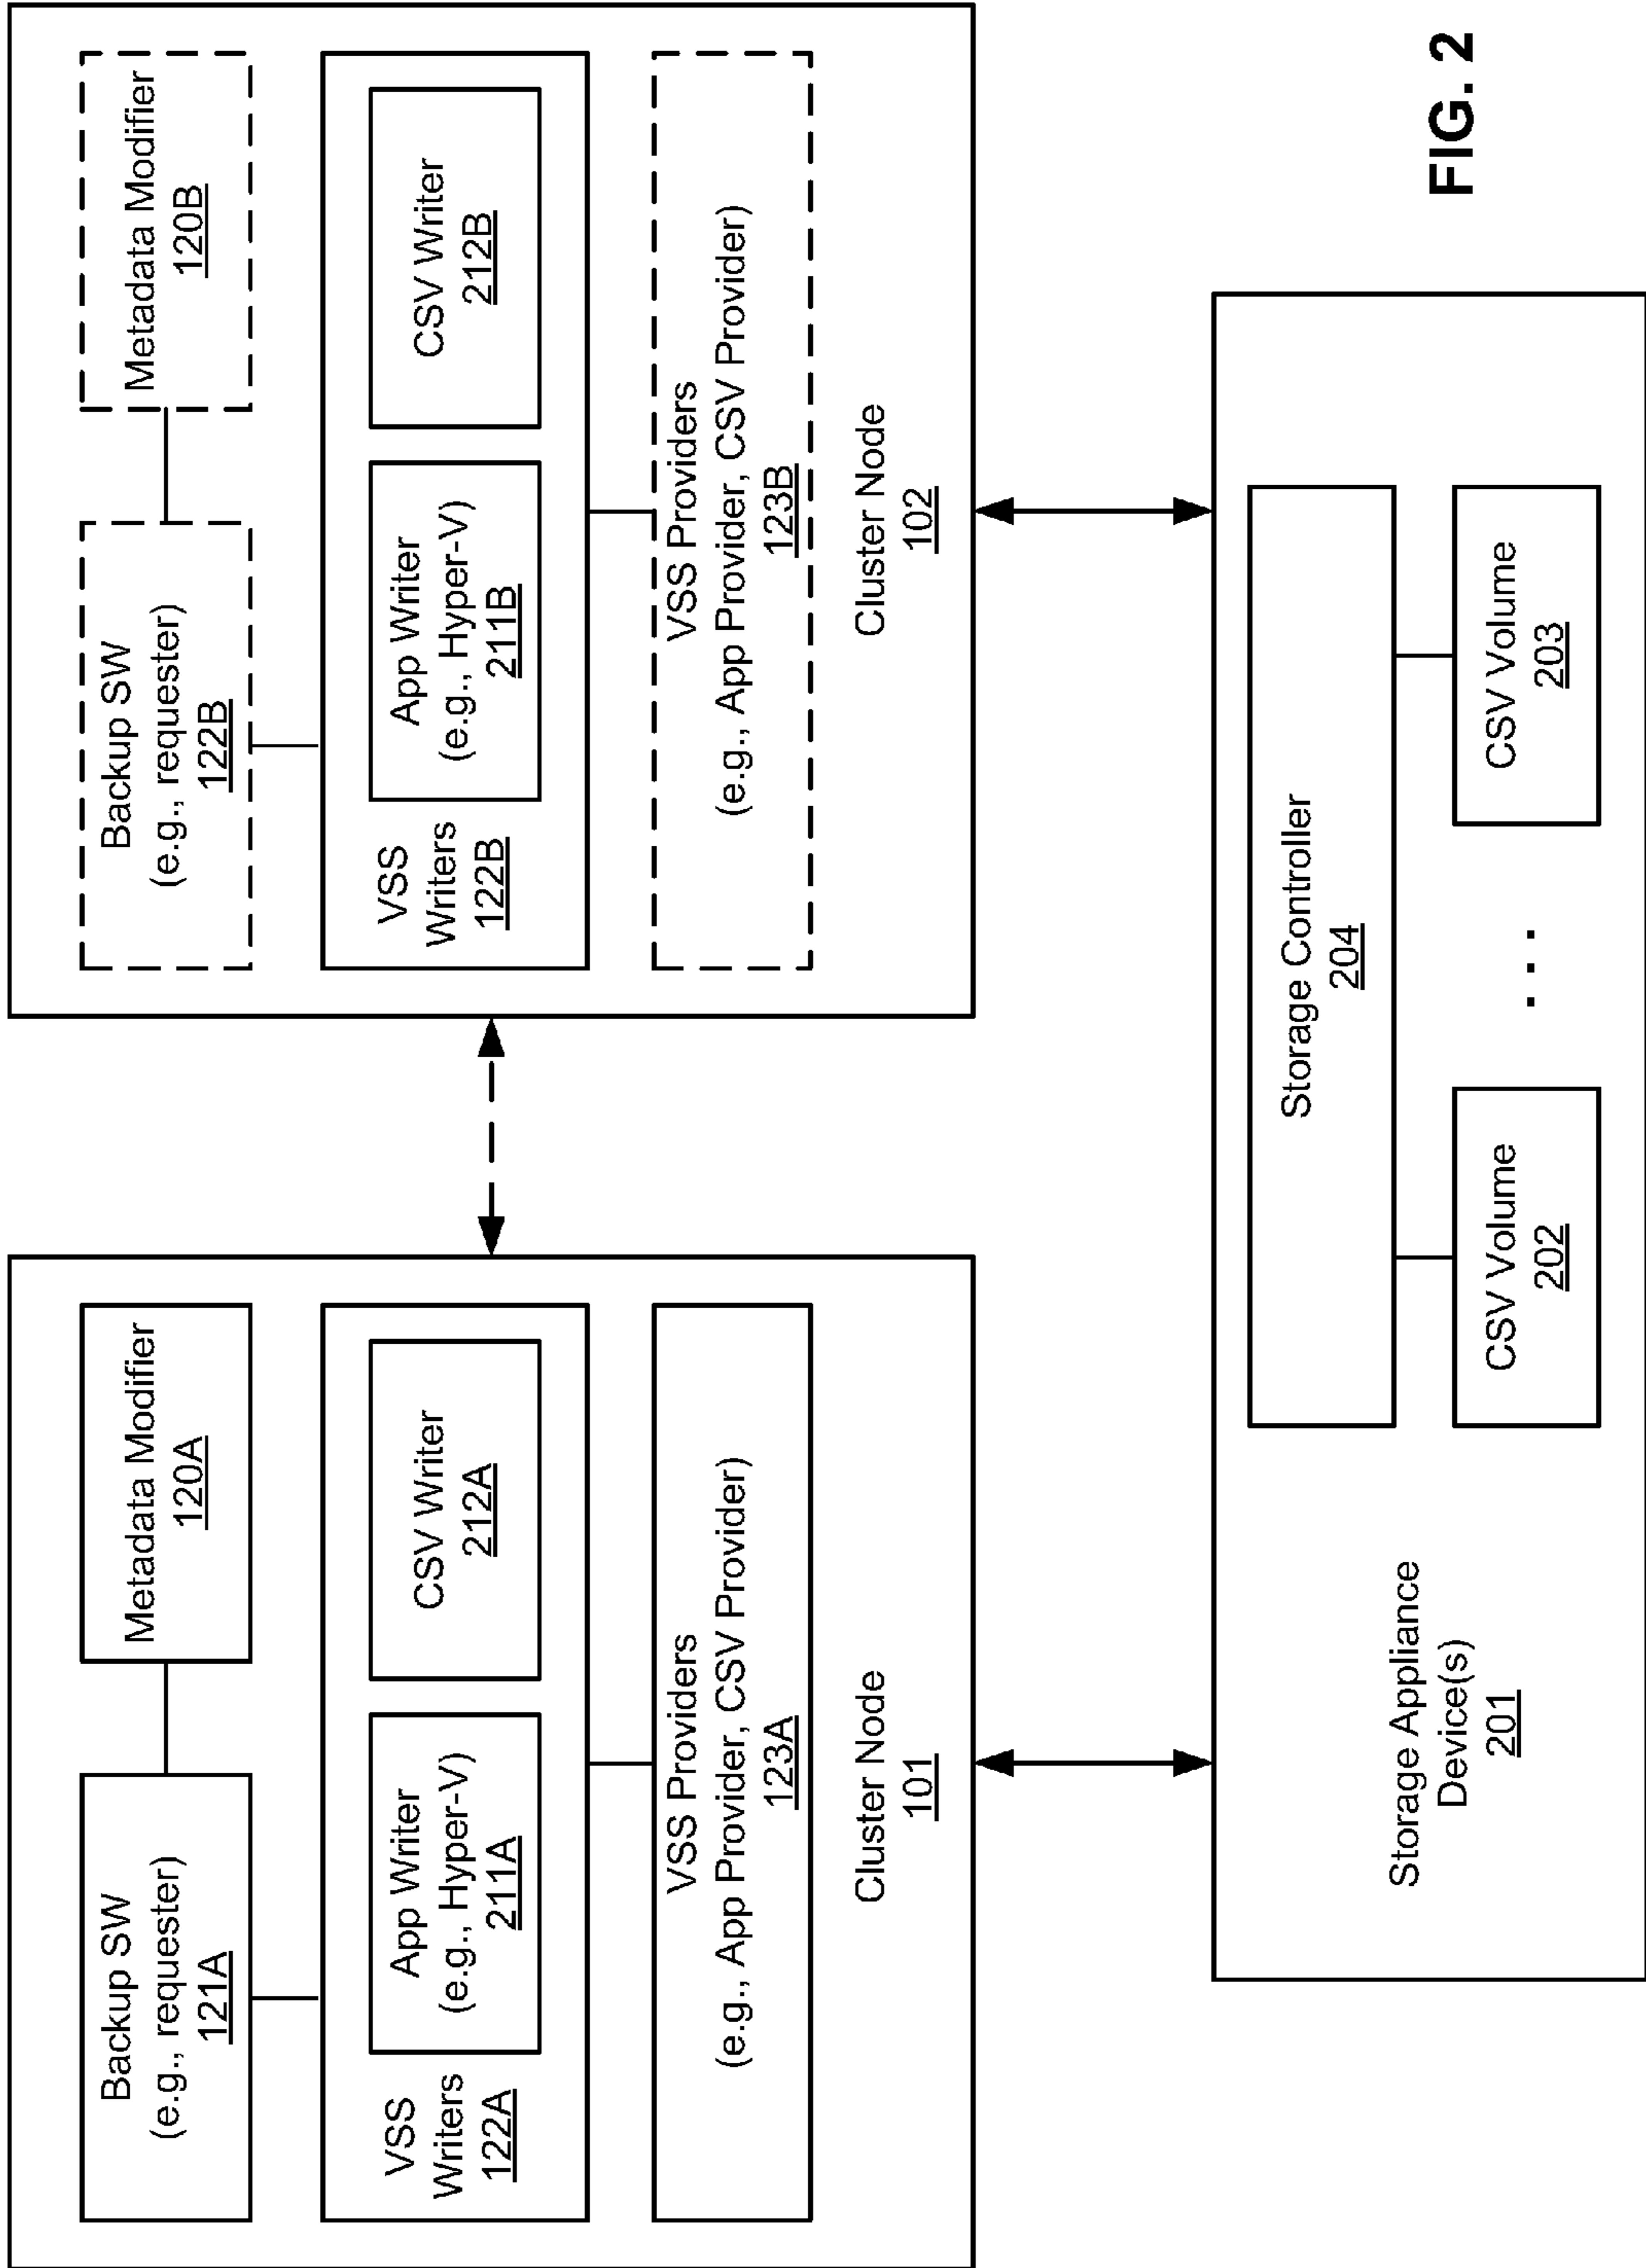 Backup SW
(e.g., requester)
121A
Metadata Modifier
120A
VSS
Writers
122A
App Writer
(e.g., Hyper-V)
211A
CSV Writer
212A
VSS Providers
(e.g., App Provider, CSV Provider)
123A
Cluster Node
101
Backup SW
(e.g., requester)
122B
Metadata Modifier
120B
VSS
Writers
122B
App Writer
(e.g., Hyper-V)
211B
CSV Writer
212B
VSS Providers
(e.g., App Provider, CSV Provider)
123B
Cluster Node
102
Storage Appliance
Device(s)
201
Storage Controller
204
CSV Volume
202
. . .
CSV Volume
203
FIG. 2